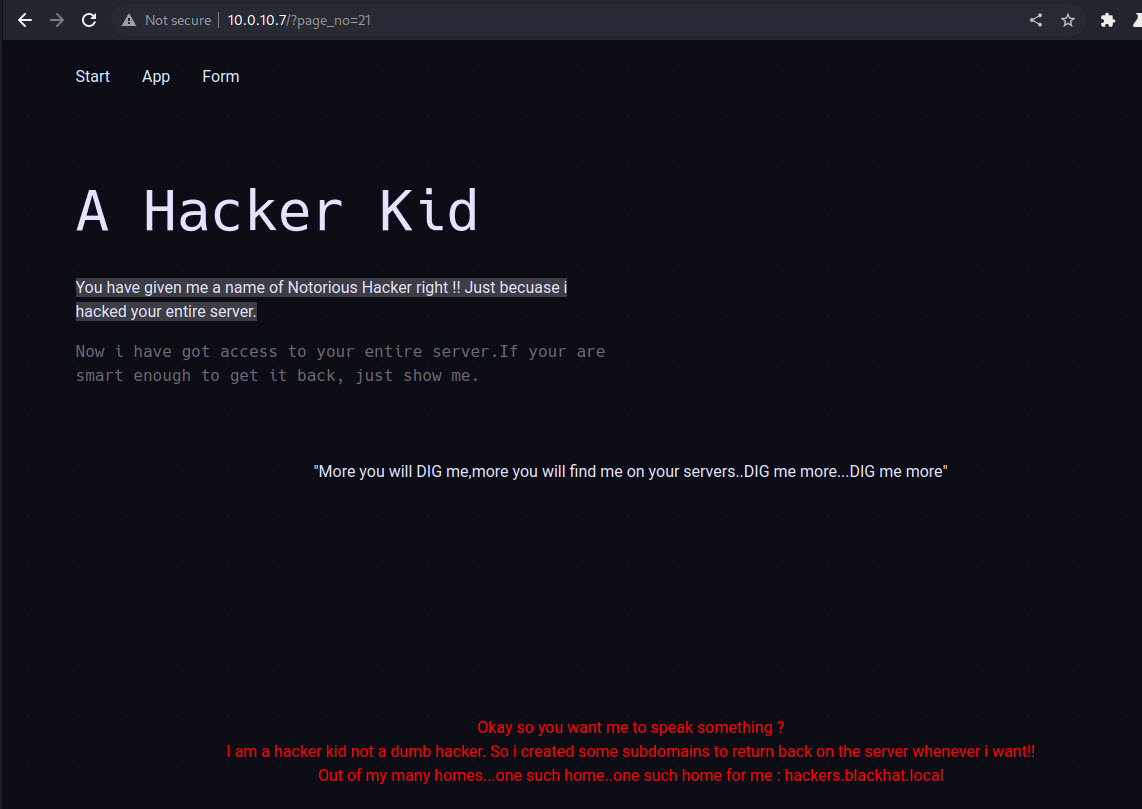 Not secure 10.0.10.7/?page_no=21
Start App Form
A Hacker Kid
You have given me a name of Notorious Hacker right !! Just becuase i
hacked your entire server.
Now i have got access to your entire server.If your are
smart enough to get it back, just show me.
"More you will DIG me,more you will find me on your servers..DIG me more...DIG me more"
Okay so you want me to speak something ?
I am a hacker kid not a dumb hacker. So i created some subdomains to return back on the server whenever i want!!
Out of my many homes...one such home..one such home for me : hackers.blackhat.local